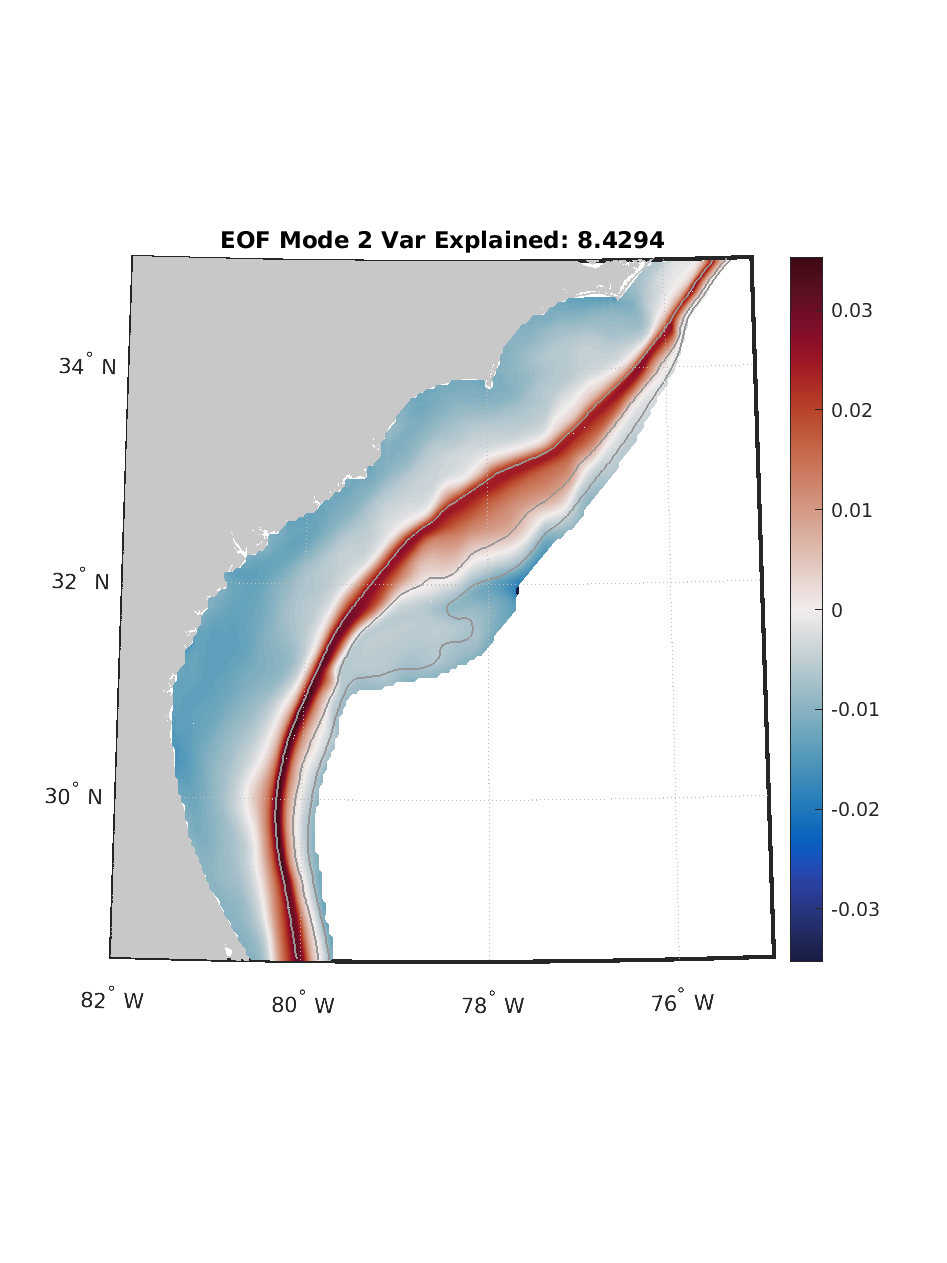 EOF Mode 2 Var Explained: 8.4294
34° N
32° N
30° N
82° W
80° W
78° W
76° W
0.03
0.02
0.01
0
-0.01
-0.02
-0.03